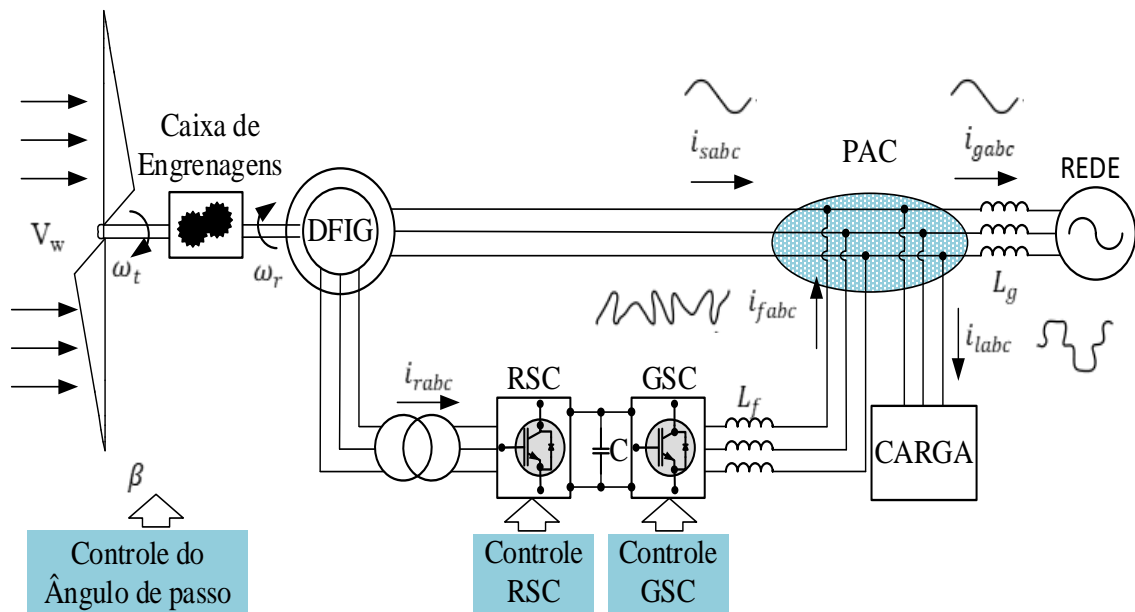 Caixa de
Engrenagens
i_sabc
PAC
i_gabc
REDE
V_w
DFIG
ω_t
ω_r
L_g
i_fabc
i_labc
i_rabc
RSC
GSC
L_f
C
CARGA
β
Controle do
Ângulo de passo
Controle
RSC
Controle
GSC